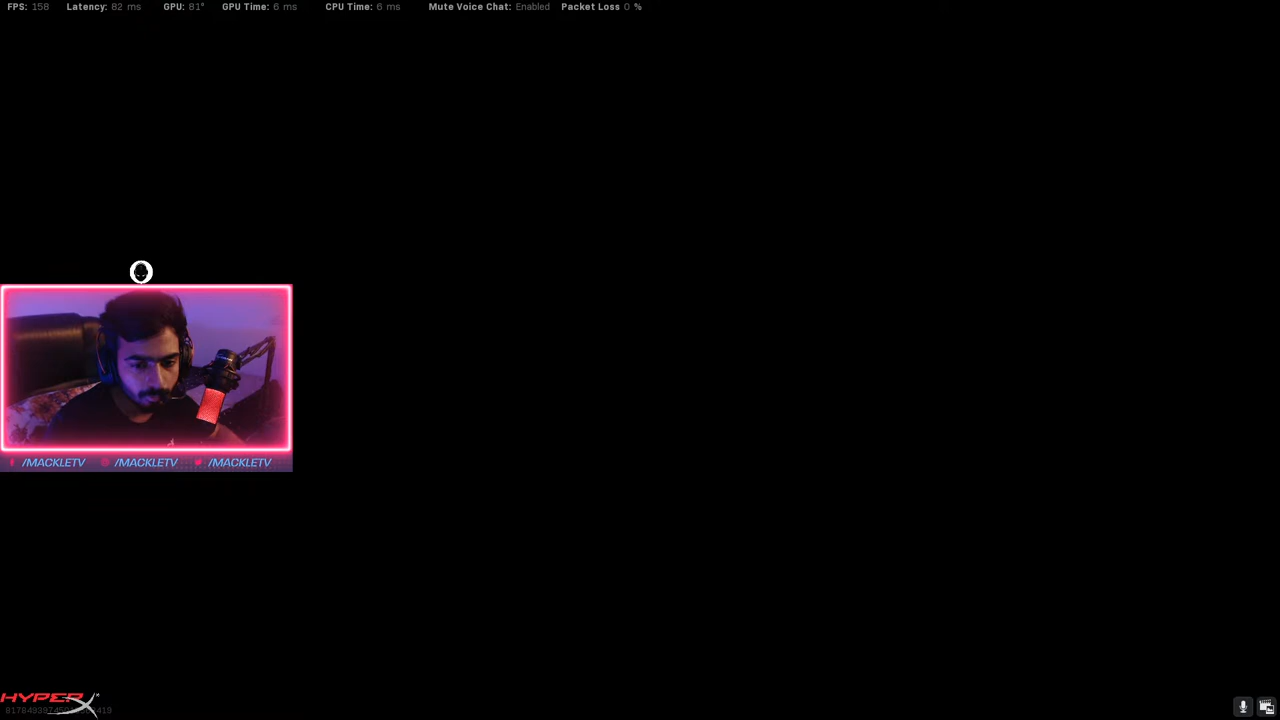 FPS: 158 Latency: 82 ms GPU: 81° GPU Time: 6 ms CPU Time: 6 ms Mute Voice Chat: Enabled Packet Loss 0 %
/MACKLETV /MACKLETV /MACKLETV
HYPERX